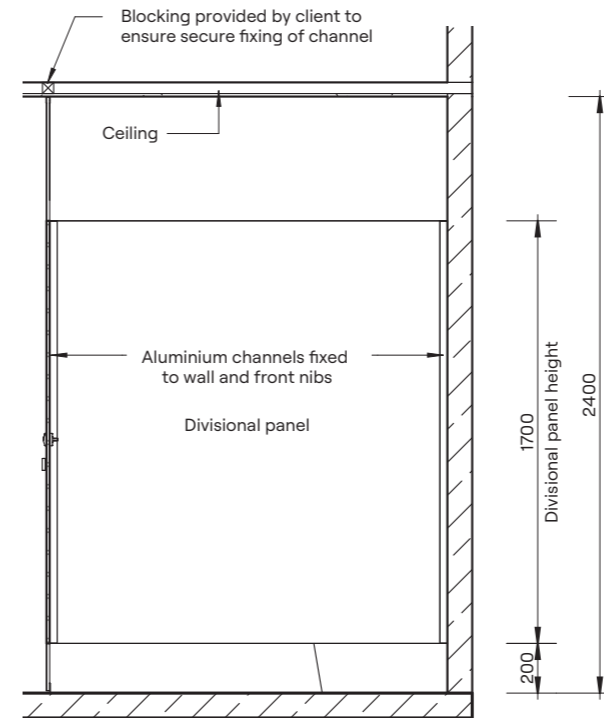 Blocking provided by client to
ensure secure fixing of channel
Ceiling
Aluminium channels fixed
to wall and front nibs
Divisional panel
1700
Divisional panel height
2400
200